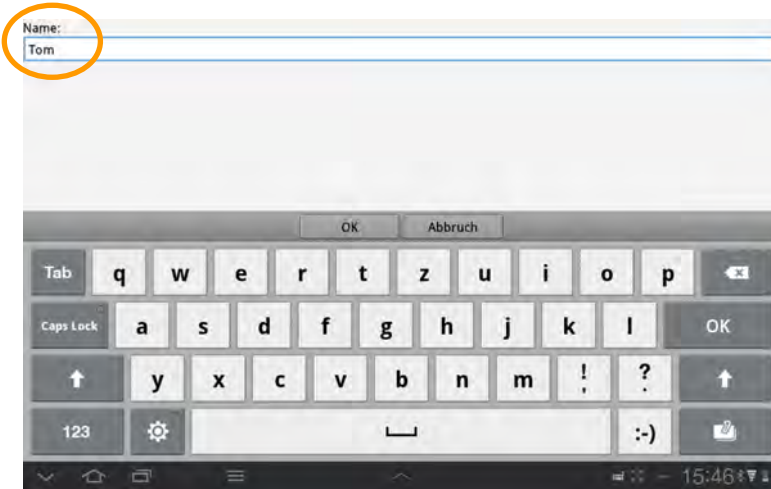 Name:
Tom
OK Abbruch
Tab q w e r t z u i o p
Caps Lock a s d f g h j k l OK
y x c v b n m ! , ? .
123 :-)
15:46